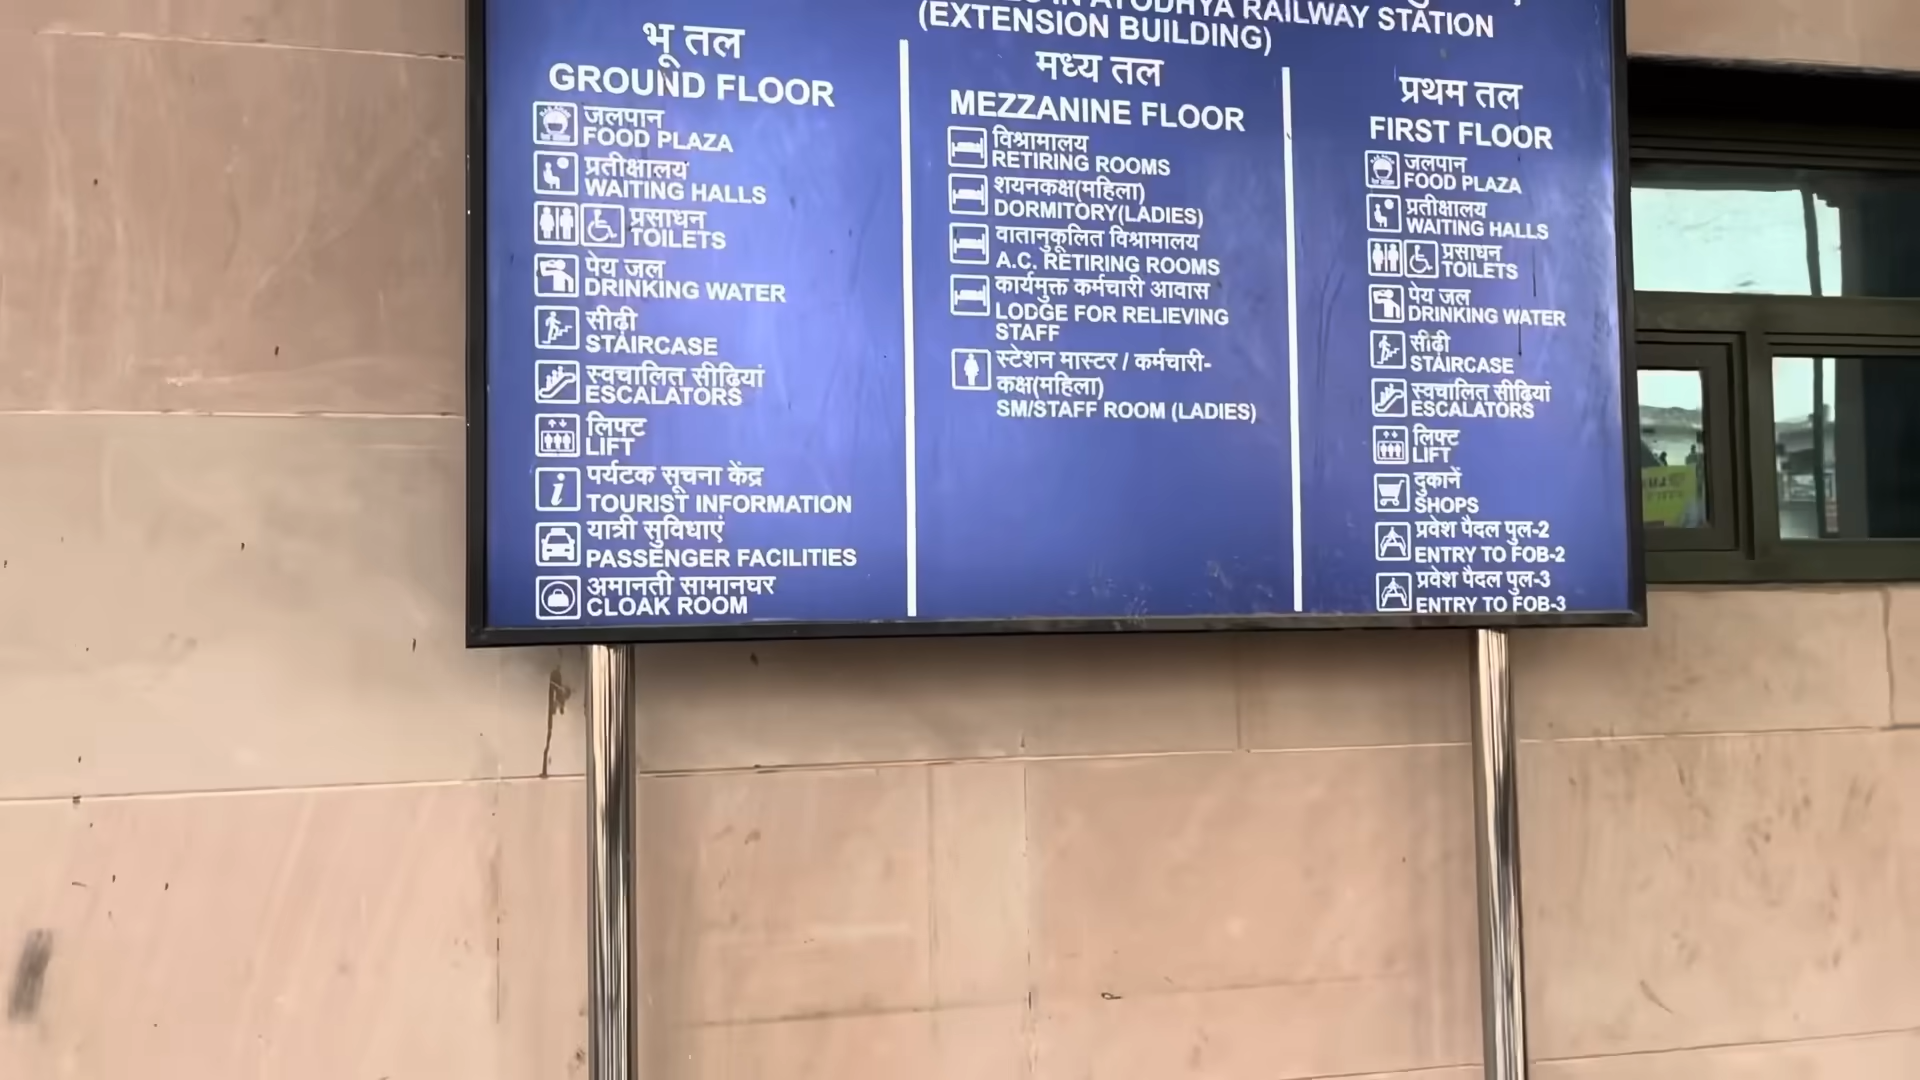 AYODHYA RAILWAY STATION
(EXTENSION BUILDING)
भू तल
GROUND FLOOR
जलपान
FOOD PLAZA
प्रतीक्षालय
WAITING HALLS
प्रसाधन
TOILETS
पेय जल
DRINKING WATER
सीढ़ी
STAIRCASE
स्वचालित सीढ़ियां
ESCALATORS
लिफ्ट
LIFT
पर्यटक सूचना केंद्र
TOURIST INFORMATION
यात्री सुविधाएं
PASSENGER FACILITIES
अमानती सामानघर
CLOAK ROOM
मध्य तल
MEZZANINE FLOOR
विश्रामालय
RETIRING ROOMS
शयनकक्ष(महिला)
DORMITORY(LADIES)
वातानुकूलित विश्रामालय
A.C. RETIRING ROOMS
कार्यमुक्त कर्मचारी आवास
LODGE FOR RELIEVING
STAFF
स्टेशन मास्टर / कर्मचारी-
कक्ष(महिला)
SM/STAFF ROOM (LADIES)
प्रथम तल
FIRST FLOOR
जलपान
FOOD PLAZA
प्रतीक्षालय
WAITING HALLS
प्रसाधन
TOILETS
पेय जल
DRINKING WATER
सीढ़ी
STAIRCASE
स्वचालित सीढ़ियां
ESCALATORS
लिफ्ट
LIFT
दुकानें
SHOPS
प्रवेश पैदल पुल-2
ENTRY TO FOB-2
प्रवेश पैदल पुल-3
ENTRY TO FOB-3